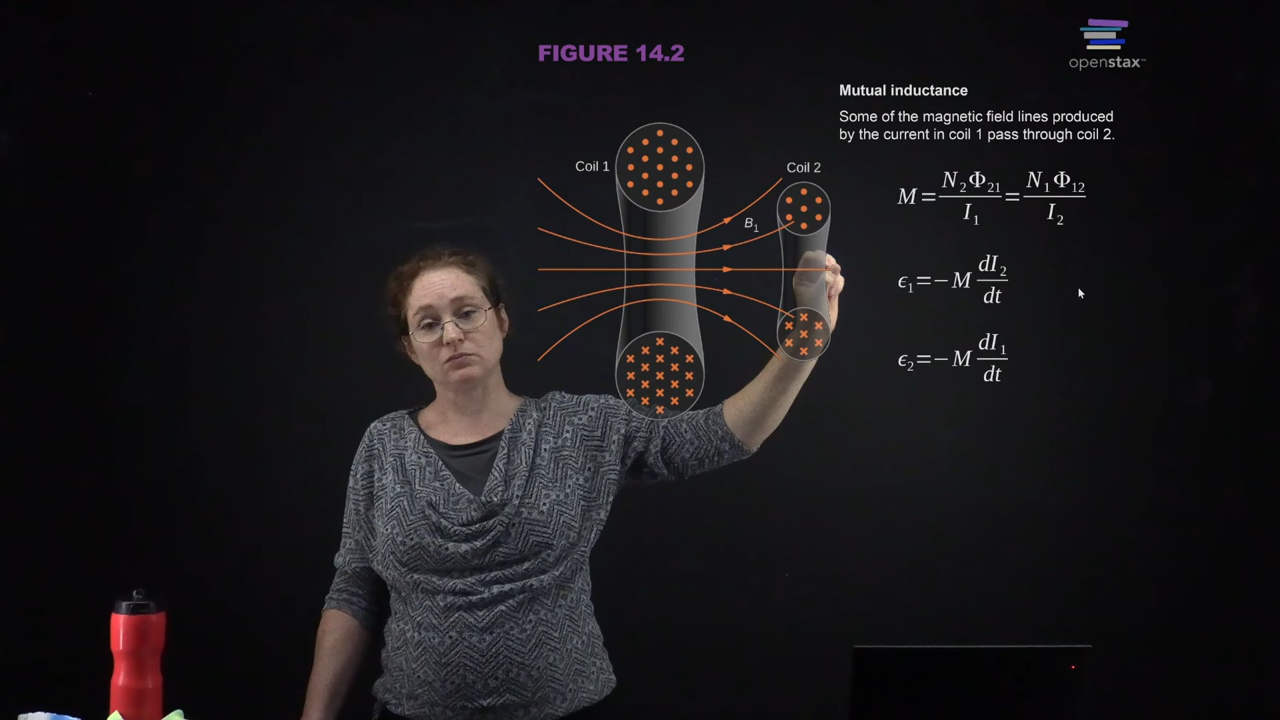 FIGURE 14.2
openstax™
Mutual inductance
Some of the magnetic field lines produced
by the current in coil 1 pass through coil 2.
Coil 1
Coil 2
B₁
M = N₂Φ₂₁/I₁ = N₁Φ₁₂/I₂
ϵ₁=−M dI₂/dt
ϵ₂=−M dI₁/dt